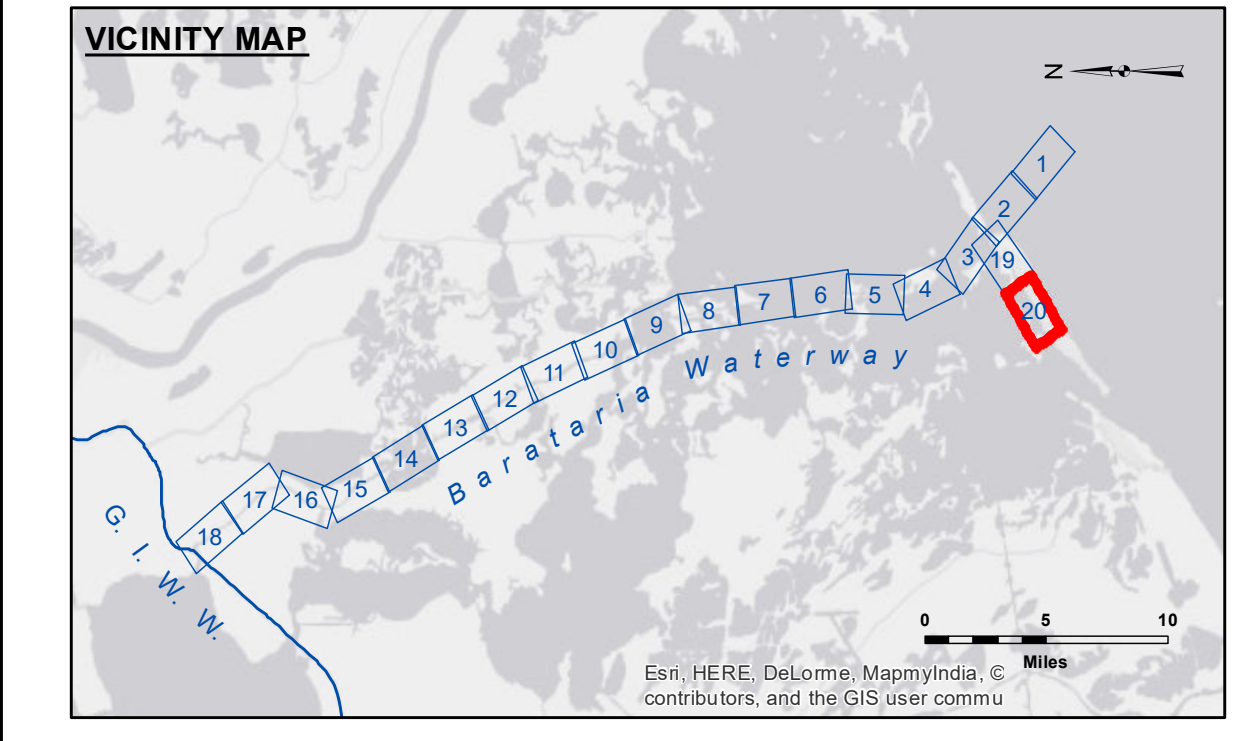 VICINITY MAP
N
1
2
3
19
20
4
5
6
7
8
9
10
11
12
13
14
15
16
17
18
Barataria Waterway
G. I. W. W.
0 5 10
Miles
Esri, HERE, DeLorme, MapmyIndia, ©
contributors, and the GIS user commu